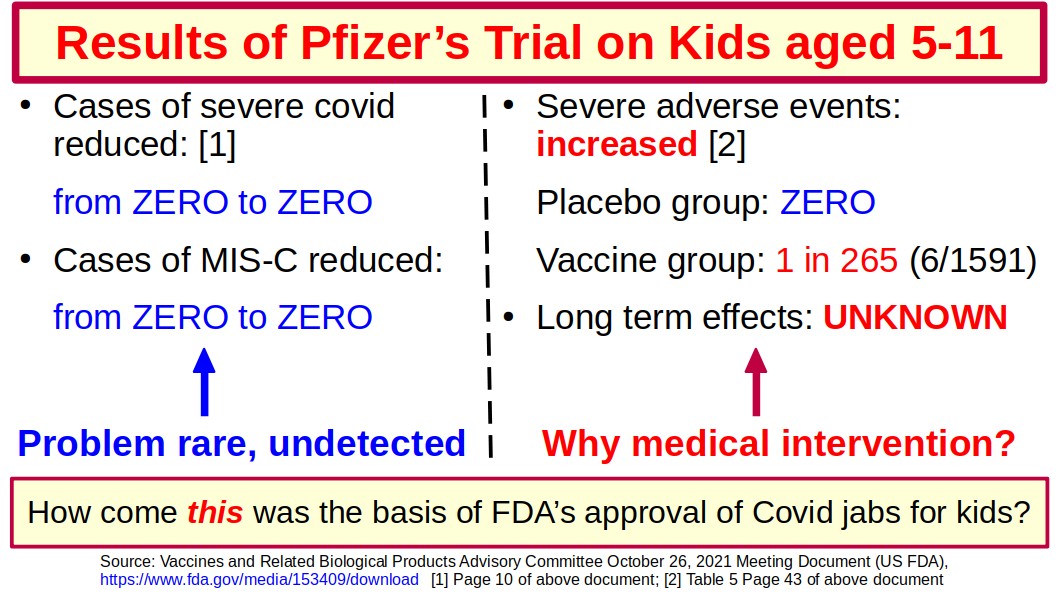 Results of Pfizer's Trial on Kids aged 5-11
• Cases of severe covid
reduced: [1]
from ZERO to ZERO
• Cases of MIS-C reduced:
from ZERO to ZERO
Problem rare, undetected
• Severe adverse events:
increased [2]
Placebo group: ZERO
Vaccine group: 1 in 265 (6/1591)
• Long term effects: UNKNOWN
Why medical intervention?
How come this was the basis of FDA's approval of Covid jabs for kids?
Source: Vaccines and Related Biological Products Advisory Committee October 26, 2021 Meeting Document (US FDA),
https://www.fda.gov/media/153409/download [1] Page 10 of above document; [2] Table 5 Page 43 of above document